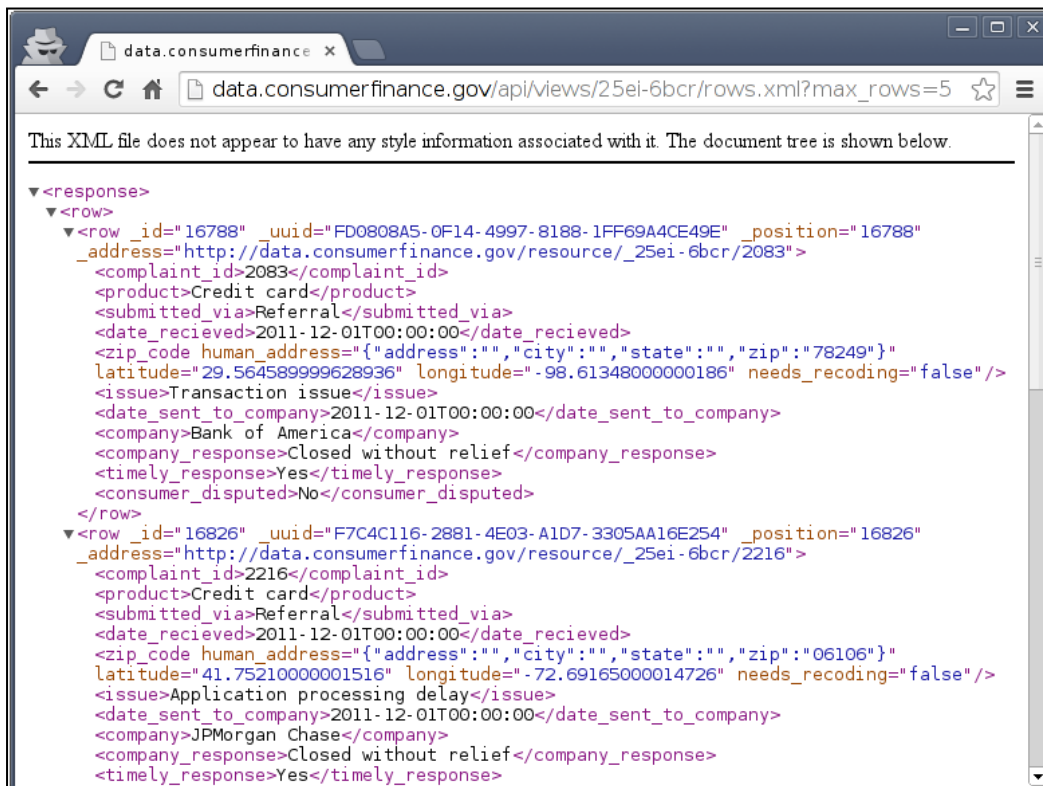 data.consumerfinance
data.consumerfinance.gov/api/views/25ei-6bcr/rows.xml?max_rows=5
This XML file does not appear to have any style information associated with it. The document tree is shown below.
▼<response>
▼<row>
▼<row _id="16788" _uuid="FD0808A5-0F14-4997-8188-1FF69A4CE49E" _position="16788"
_address="http://data.consumerfinance.gov/resource/_25ei-6bcr/2083">
<complaint_id>2083</complaint_id>
<product>Credit card</product>
<submitted_via>Referral</submitted_via>
<date_recieved>2011-12-01T00:00:00</date_recieved>
<zip_code human_address="{"address":"","city":"","state":"","zip":"78249"}"
latitude="29.564589999628936" longitude="-98.61348000000186" needs_recoding="false"/>
<issue>Transaction issue</issue>
<date_sent_to_company>2011-12-01T00:00:00</date_sent_to_company>
<company>Bank of America</company>
<company_response>Closed without relief</company_response>
<timely_response>Yes</timely_response>
<consumer_disputed>No</consumer_disputed>
</row>
▼<row _id="16826" _uuid="F7C4C116-2881-4E03-A1D7-3305AA16E254" _position="16826"
_address="http://data.consumerfinance.gov/resource/_25ei-6bcr/2216">
<complaint_id>2216</complaint_id>
<product>Credit card</product>
<submitted_via>Referral</submitted_via>
<date_recieved>2011-12-01T00:00:00</date_recieved>
<zip_code human_address="{"address":"","city":"","state":"","zip":"06106"}"
latitude="41.75210000001516" longitude="-72.69165000014726" needs_recoding="false"/>
<issue>Application processing delay</issue>
<date_sent_to_company>2011-12-01T00:00:00</date_sent_to_company>
<company>JPMorgan Chase</company>
<company_response>Closed without relief</company_response>
<timely_response>Yes</timely_response>